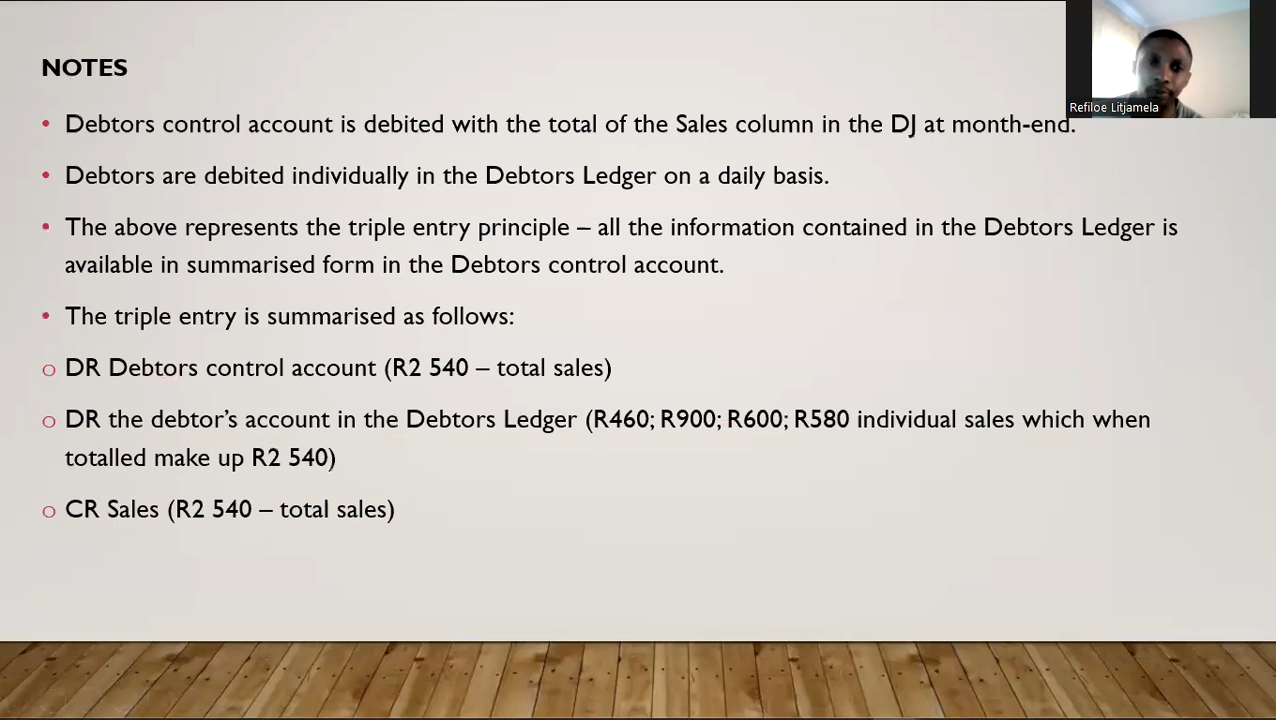 NOTES
Refiloe Litjamela
• Debtors control account is debited with the total of the Sales column in the DJ at month-end.
• Debtors are debited individually in the Debtors Ledger on a daily basis.
• The above represents the triple entry principle – all the information contained in the Debtors Ledger is
available in summarised form in the Debtors control account.
• The triple entry is summarised as follows:
o DR Debtors control account (R2 540 – total sales)
o DR the debtor’s account in the Debtors Ledger (R460; R900; R600; R580 individual sales which when
totalled make up R2 540)
o CR Sales (R2 540 – total sales)